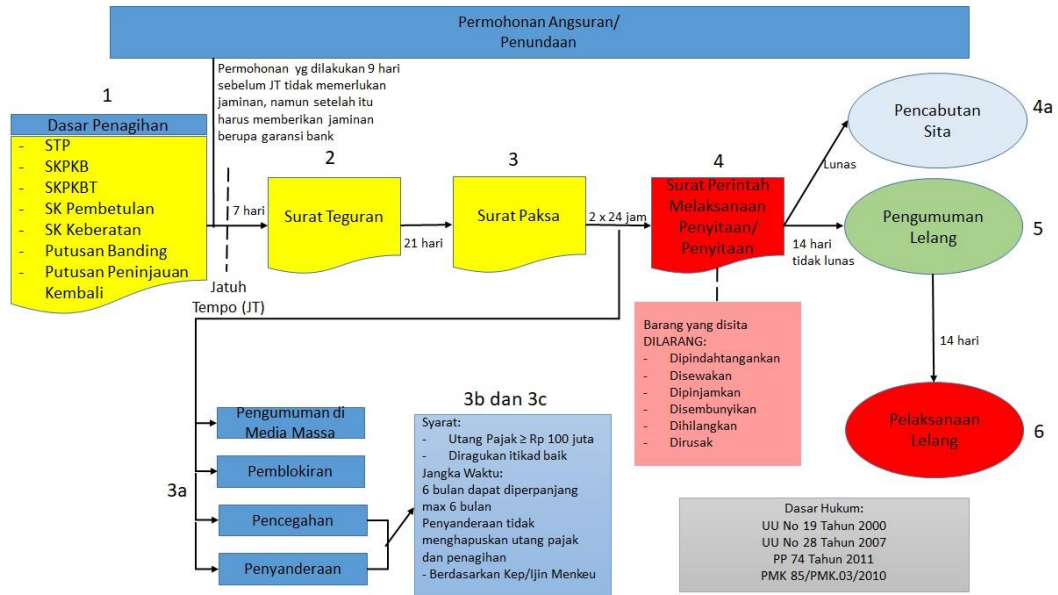 Permohonan Angsuran/
Penundaan
Permohonan yg dilakukan 9 hari
sebelum JT tidak memerlukan
jaminan, namun setelah itu
harus memberikan jaminan
berupa garansi bank
1
Dasar Penagihan
- STP
- SKPKB
- SKPKBT
- SK Pembetulan
- SK Keberatan
- Putusan Banding
- Putusan Peninjauan
Kembali
7 hari
Jatuh
Tempo (JT)
2
Surat Teguran
21 hari
3
Surat Paksa
2 x 24 jam
4
Surat Perintah
Melaksanaan
Penyitaan/
Penyitaan
Lunas
14 hari
tidak lunas
Pencabutan
Sita
4a
Pengumuman
Lelang
5
14 hari
Pelaksanaan
Lelang
6
Barang yang disita
DILARANG:
- Dipindahtangankan
- Disewakan
- Dipinjamkan
- Disembunyikan
- Dihilangkan
- Dirusak
3a
Pengumuman di
Media Massa
Pemblokiran
Pencegahan
Penyanderaan
3b dan 3c
Syarat:
- Utang Pajak ≥ Rp 100 juta
- Diragukan itikad baik
Jangka Waktu:
6 bulan dapat diperpanjang
max 6 bulan
Penyanderaan tidak
menghapuskan utang pajak
dan penagihan
- Berdasarkan Kep/Ijin Menkeu
Dasar Hukum:
UU No 19 Tahun 2000
UU No 28 Tahun 2007
PP 74 Tahun 2011
PMK 85/PMK.03/2010